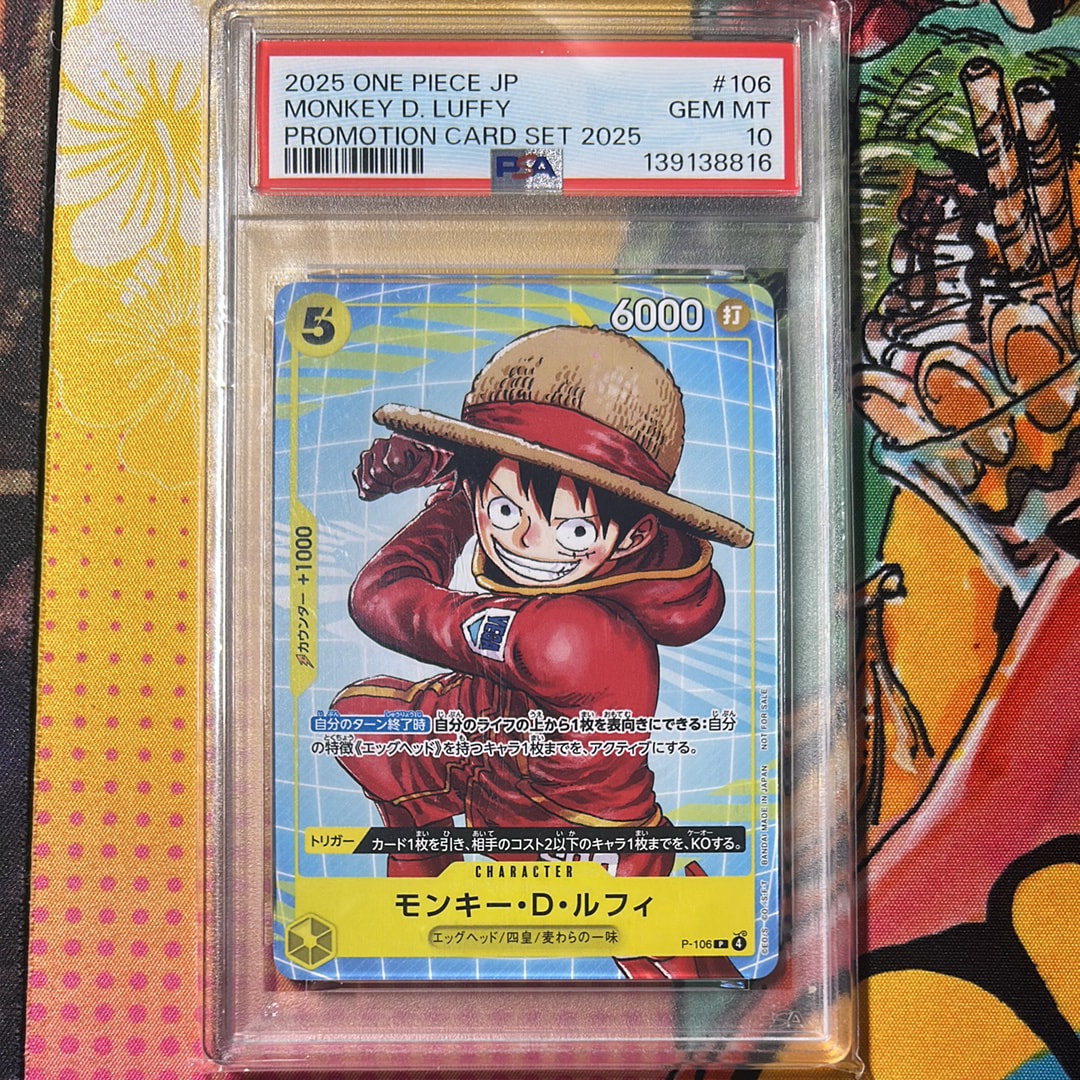 2025 ONE PIECE JP #106
MONKEY D. LUFFY GEM MT
PROMOTION CARD SET 2025 10
PSA 139138816
5
6000 打
カウンター +1000
自分のターン終了時 自分のライフの上から1枚を表向きにできる:自分
の特徴《エッグヘッド》を持つキャラ1枚までを、アクティブにする。
トリガー カード1枚を引き、相手のコスト2以下のキャラ1枚までを、KOする。
CHARACTER
モンキー・D・ルフィ
エッグヘッド/四皇/麦わらの一味
P-106 P 4
BANDAI MADE IN JAPAN NOT FOR SALE
PSA